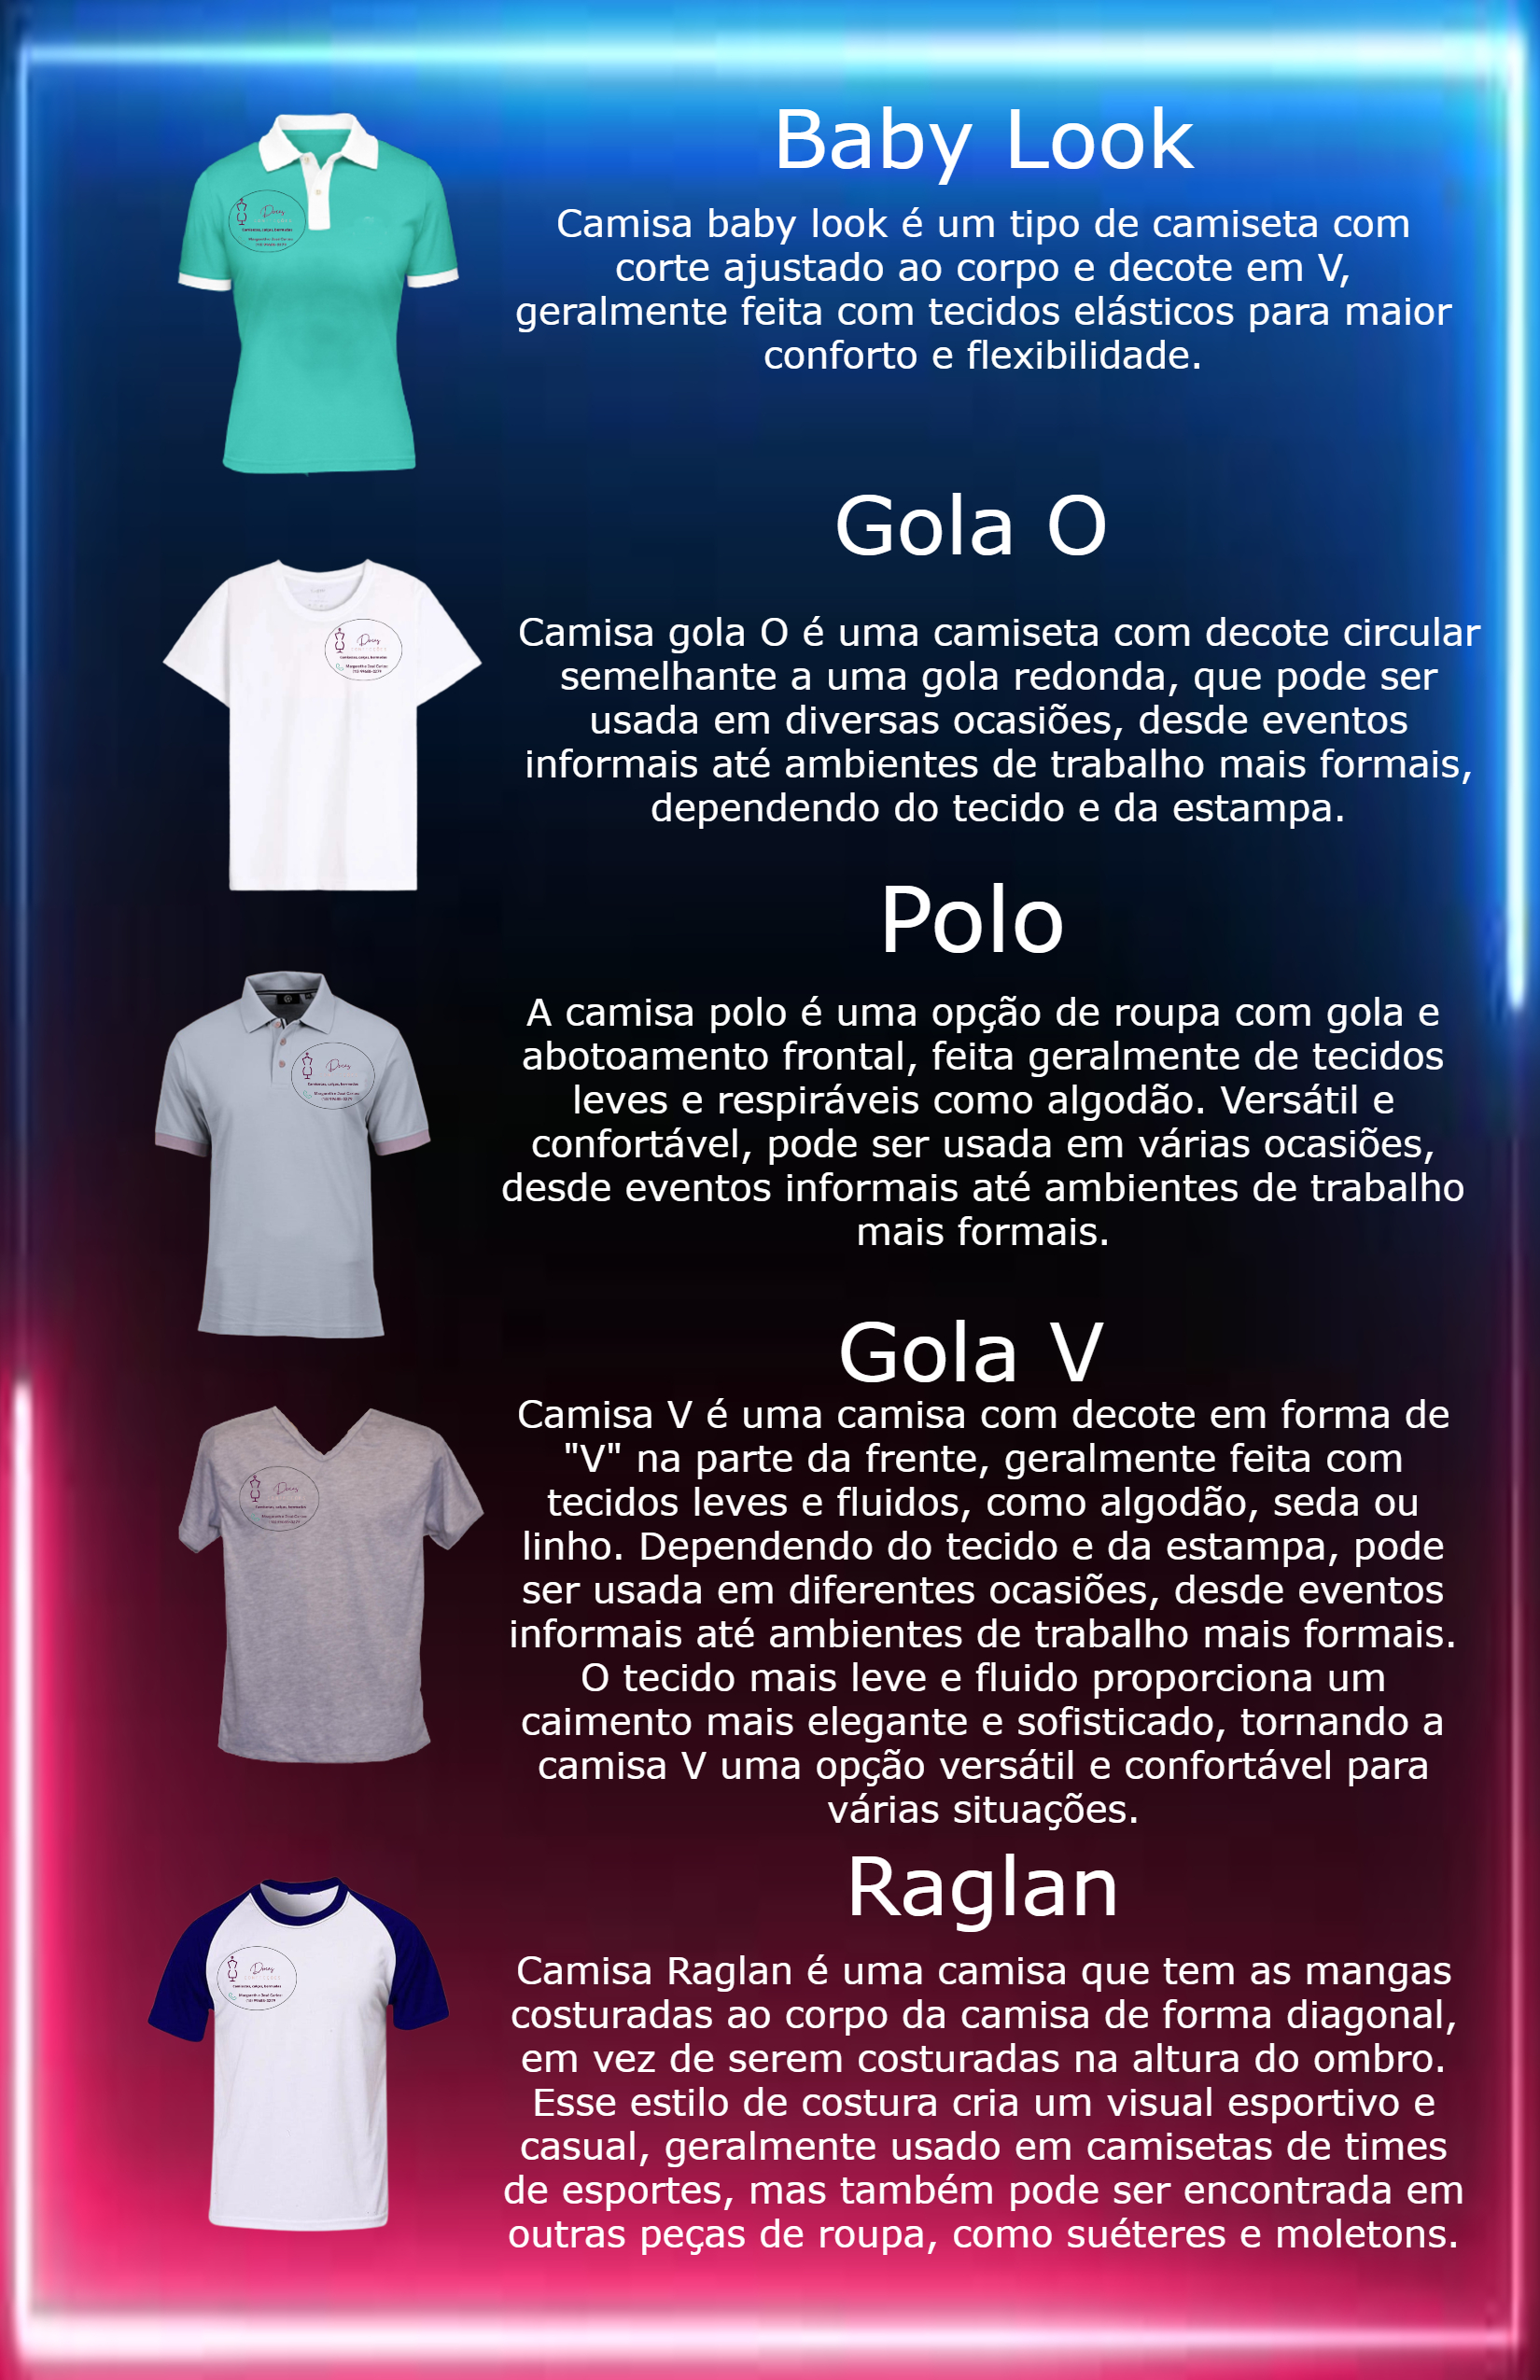 Baby Look
Camisa baby look é um tipo de camiseta com
corte ajustado ao corpo e decote em V,
geralmente feita com tecidos elásticos para maior
conforto e flexibilidade.
Gola O
Camisa gola O é uma camiseta com decote circular
semelhante a uma gola redonda, que pode ser
usada em diversas ocasiões, desde eventos
informais até ambientes de trabalho mais formais,
dependendo do tecido e da estampa.
Polo
A camisa polo é uma opção de roupa com gola e
abotoamento frontal, feita geralmente de tecidos
leves e respiráveis como algodão. Versátil e
confortável, pode ser usada em várias ocasiões,
desde eventos informais até ambientes de trabalho
mais formais.
Gola V
Camisa V é uma camisa com decote em forma de
"V" na parte da frente, geralmente feita com
tecidos leves e fluidos, como algodão, seda ou
linho. Dependendo do tecido e da estampa, pode
ser usada em diferentes ocasiões, desde eventos
informais até ambientes de trabalho mais formais.
O tecido mais leve e fluido proporciona um
caimento mais elegante e sofisticado, tornando a
camisa V uma opção versátil e confortável para
várias situações.
Raglan
Camisa Raglan é uma camisa que tem as mangas
costuradas ao corpo da camisa de forma diagonal,
em vez de serem costuradas na altura do ombro.
Esse estilo de costura cria um visual esportivo e
casual, geralmente usado em camisetas de times
de esportes, mas também pode ser encontrada em
outras peças de roupa, como suéteres e moletons.